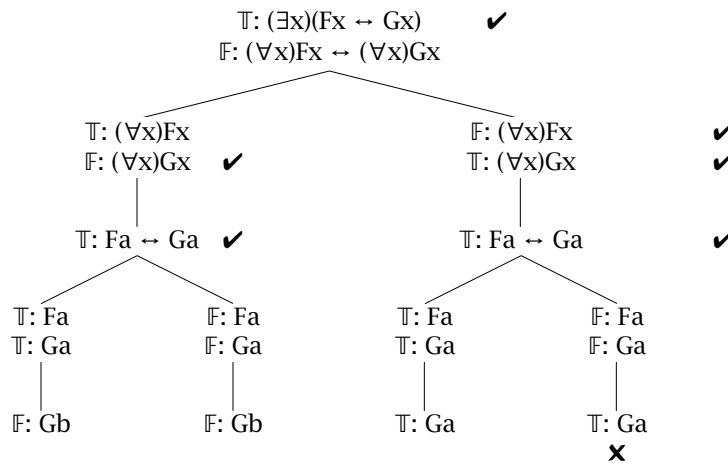 𝕋: (∃x)(Fx ↔ Gx) ✔
𝔽: (∀x)Fx ↔ (∀x)Gx
𝕋: (∀x)Fx 𝔽: (∀x)Fx ✔
𝔽: (∀x)Gx ✔ 𝕋: (∀x)Gx ✔
𝕋: Fa ↔ Ga ✔ 𝕋: Fa ↔ Ga ✔
𝕋: Fa 𝔽: Fa 𝕋: Fa 𝔽: Fa
𝕋: Ga 𝔽: Ga 𝕋: Ga 𝔽: Ga
𝔽: Gb 𝔽: Gb 𝕋: Ga 𝕋: Ga
✗